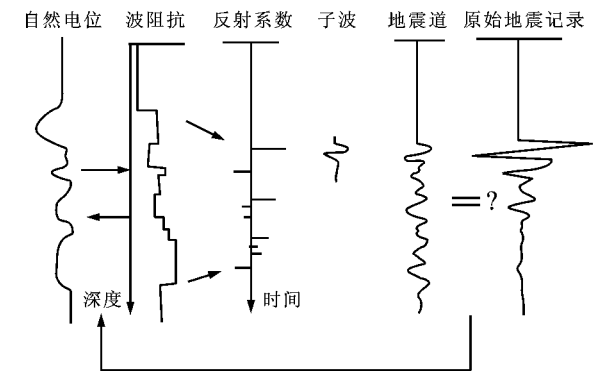 自然电位 波阻抗 反射系数 子波 地震道 原始地震记录
=?
深度 时间